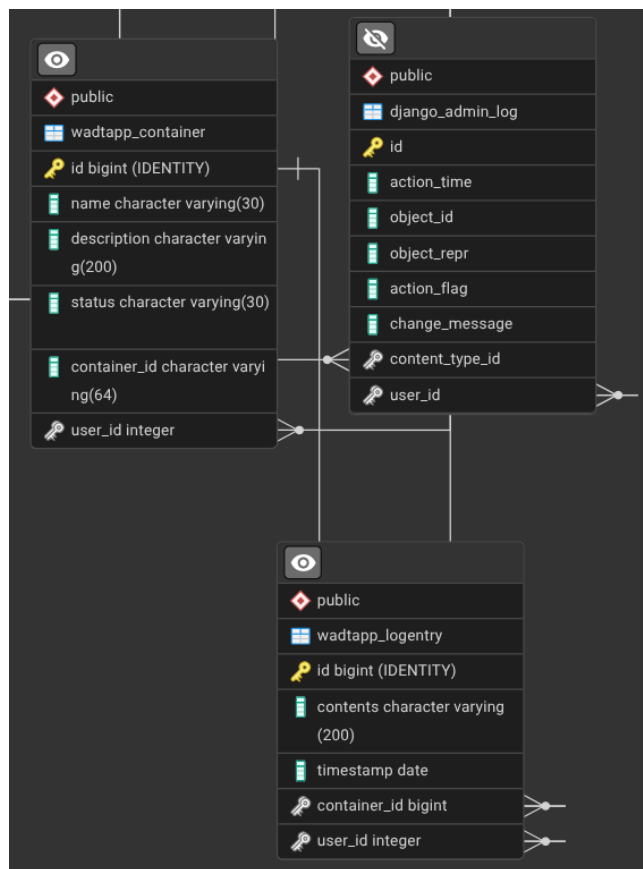 public
wadtapp_container
id bigint (IDENTITY)
name character varying(30)
description character varyin
g(200)
status character varying(30)
container_id character varyi
ng(64)
user_id integer
public
django_admin_log
id
action_time
object_id
object_repr
action_flag
change_message
content_type_id
user_id
public
wadtapp_logentry
id bigint (IDENTITY)
contents character varying
(200)
timestamp date
container_id bigint
user_id integer